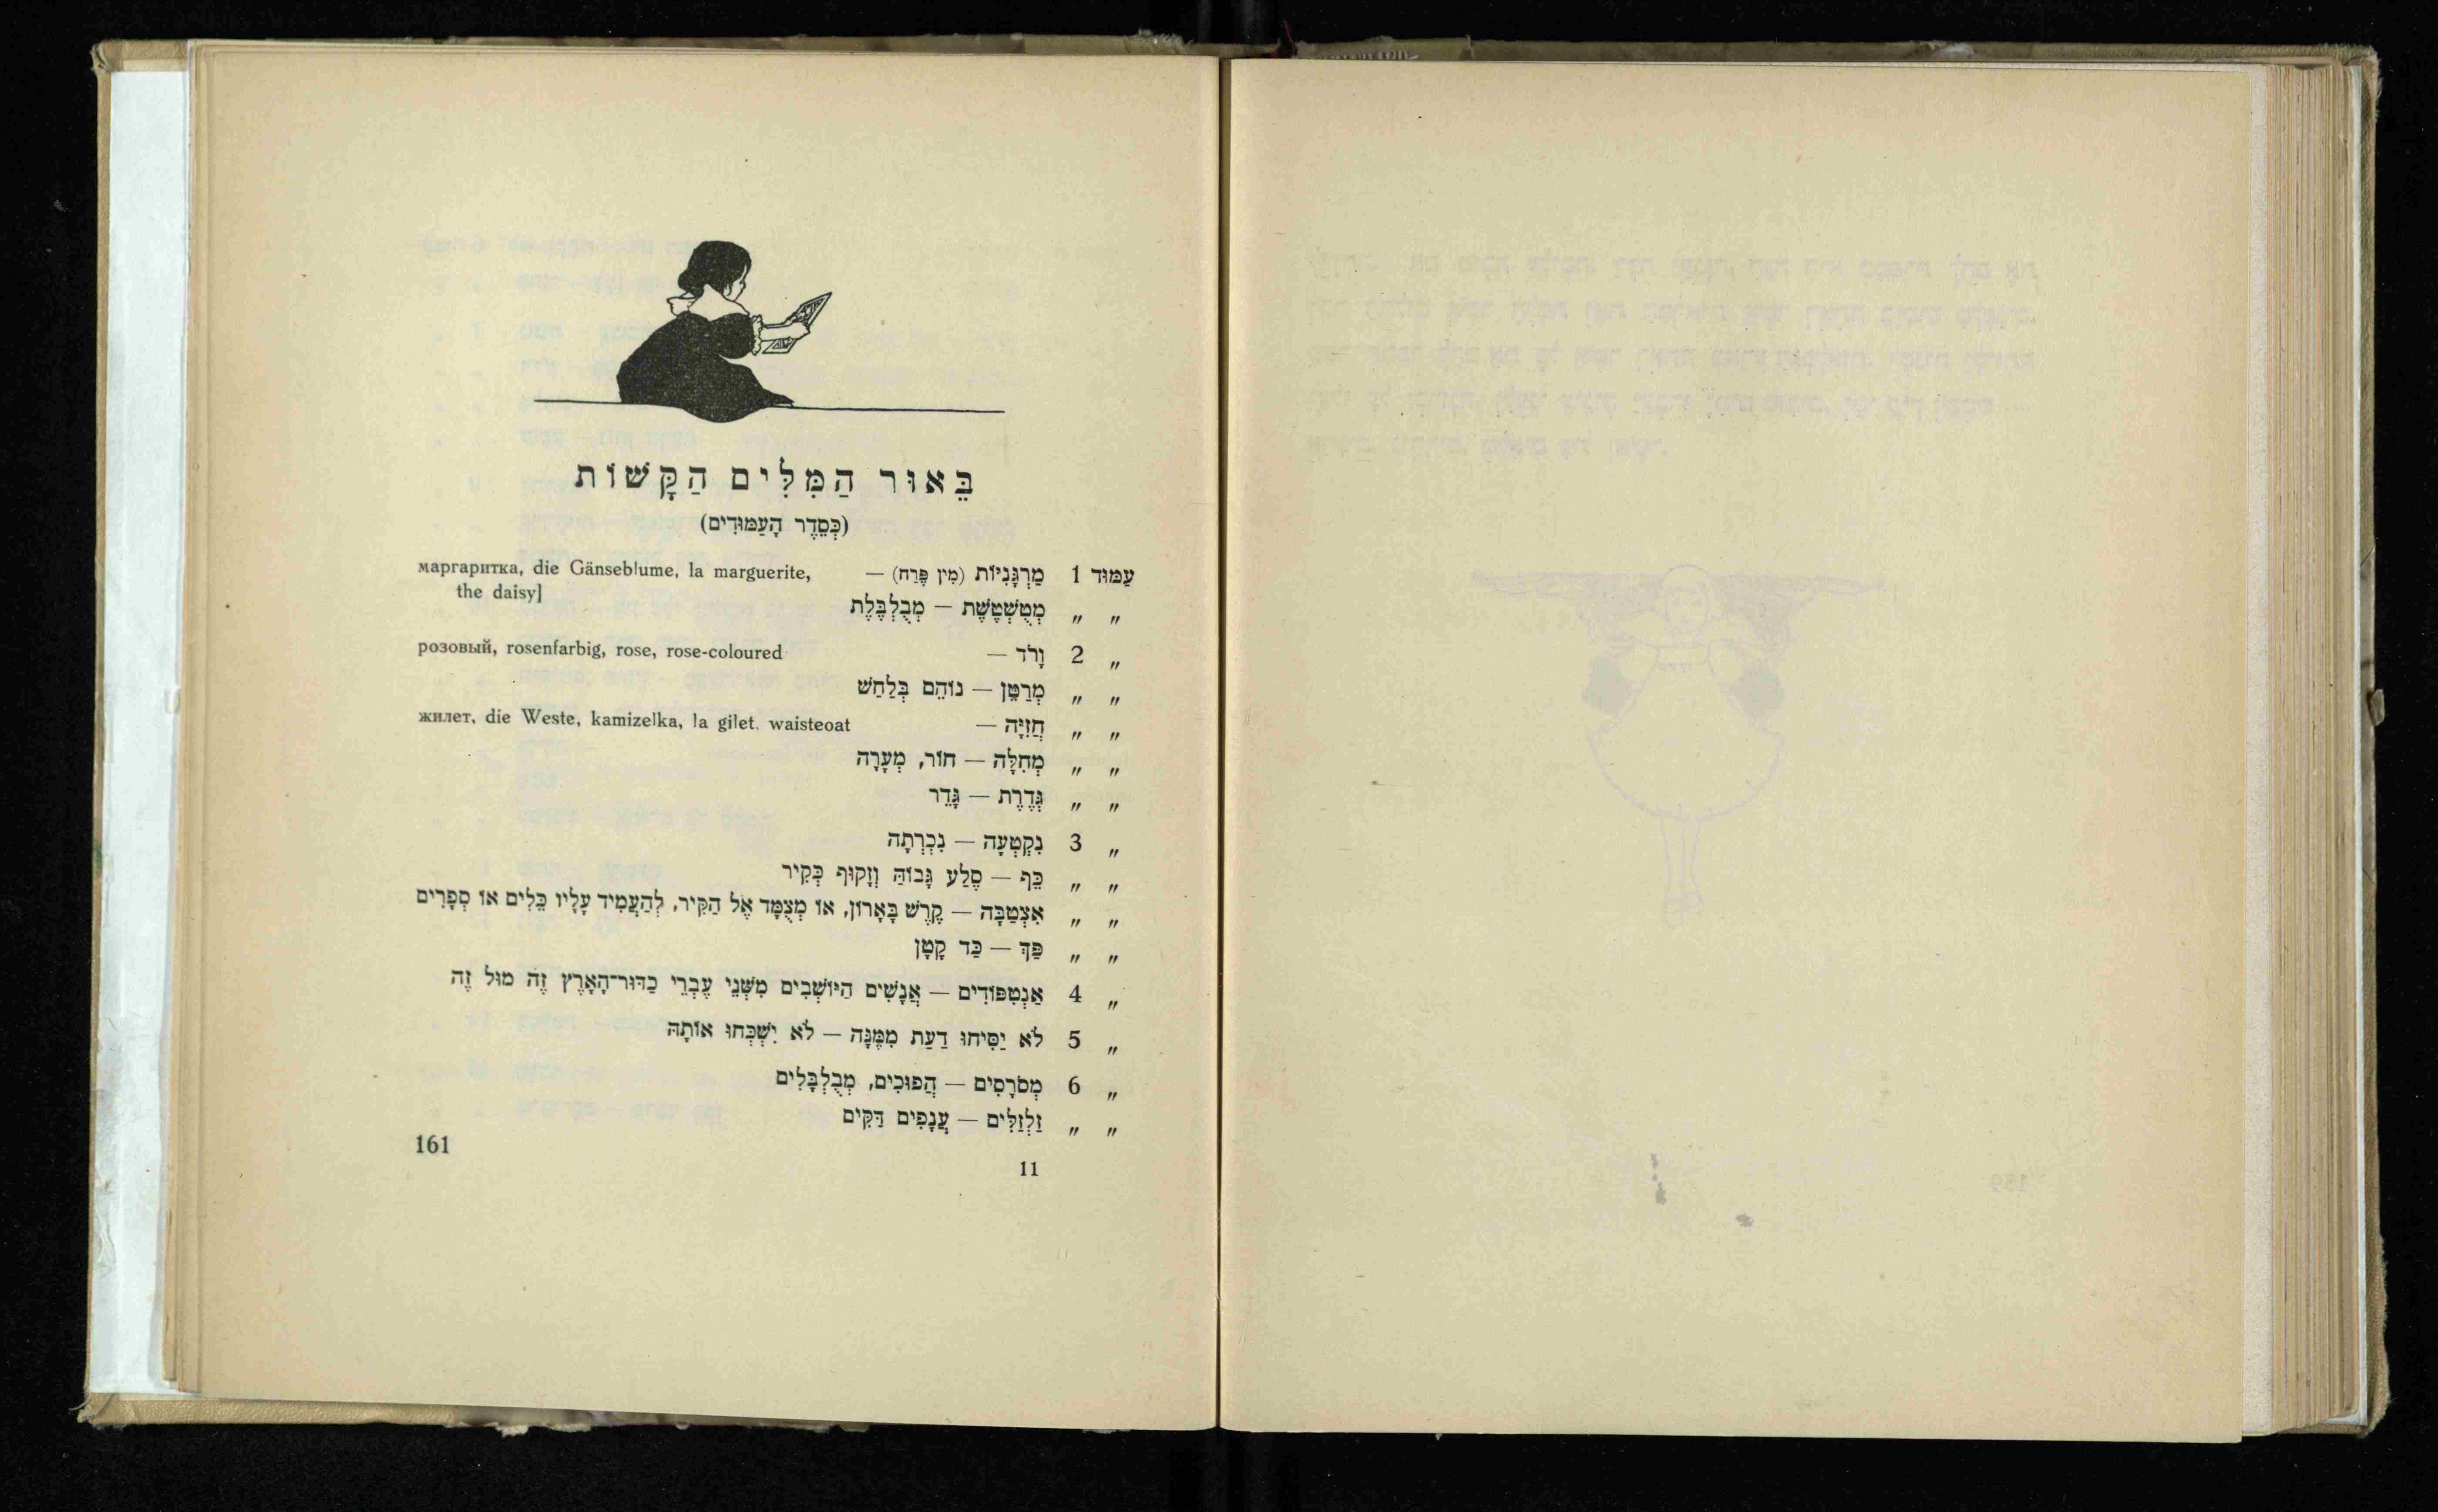 בֵּאוּר הַמִּלִּים הַקָּשׁוֹת
(כְּסֵדֶר הָעַמּוּדִים)
עַמּוּד 1 מַרְגָּנִיּוֹת (מִין פֶּרַח) — маргаритка, die Gänseblume, la marguerite,
the daisy]
„ „ מְטֻשְׁטֶשֶׁת — מְבֻלְבֶּלֶת
„ 2 וָרֹד — розовый, rosenfarbig, rose, rose-coloured
„ „ מְרַטֵּן — נוֹהֵם בְּלַחַשׁ
„ „ חֲזִיָּה — жилет, die Weste, kamizelka, la gilet. waisteoat
„ „ מְחִלָּה — חוֹר, מְעָרָה
„ „ גְּדֶרֶת — גָּדֵר
„ 3 נִקְטְעָה — נִכְרְתָה
„ „ כֵּף — סֶלַע גָּבוֹהַּ וְזָקוּף כְּקִיר
„ „ אִצְטַבָּה — קֶרֶשׁ בָּאָרוֹן, אוֹ מְצֻמָּד אֶל הַקִּיר, לְהַעֲמִיד עָלָיו כֵּלִים אוֹ סְפָרִים
„ „ פַּךְ — כַּד קָטָן
„ 4 אַנְטִפּוֹדִים — אֲנָשִׁים הַיּוֹשְׁבִים מִשְּׁנֵי עֶבְרֵי כַדּוּר־הָאָרֶץ זֶה מוּל זֶה
„ 5 לֹא יַסִּיחוּ דַעַת מִמֶּנָּה — לֹא יִשְׁכְּחוּ אוֹתָהּ
„ 6 מְסֹרָסִים — הֲפוּכִים, מְבֻלְבָּלִים
„ „ זַלְזַלִּים — עֲנָפִים דַּקִּים
161
11